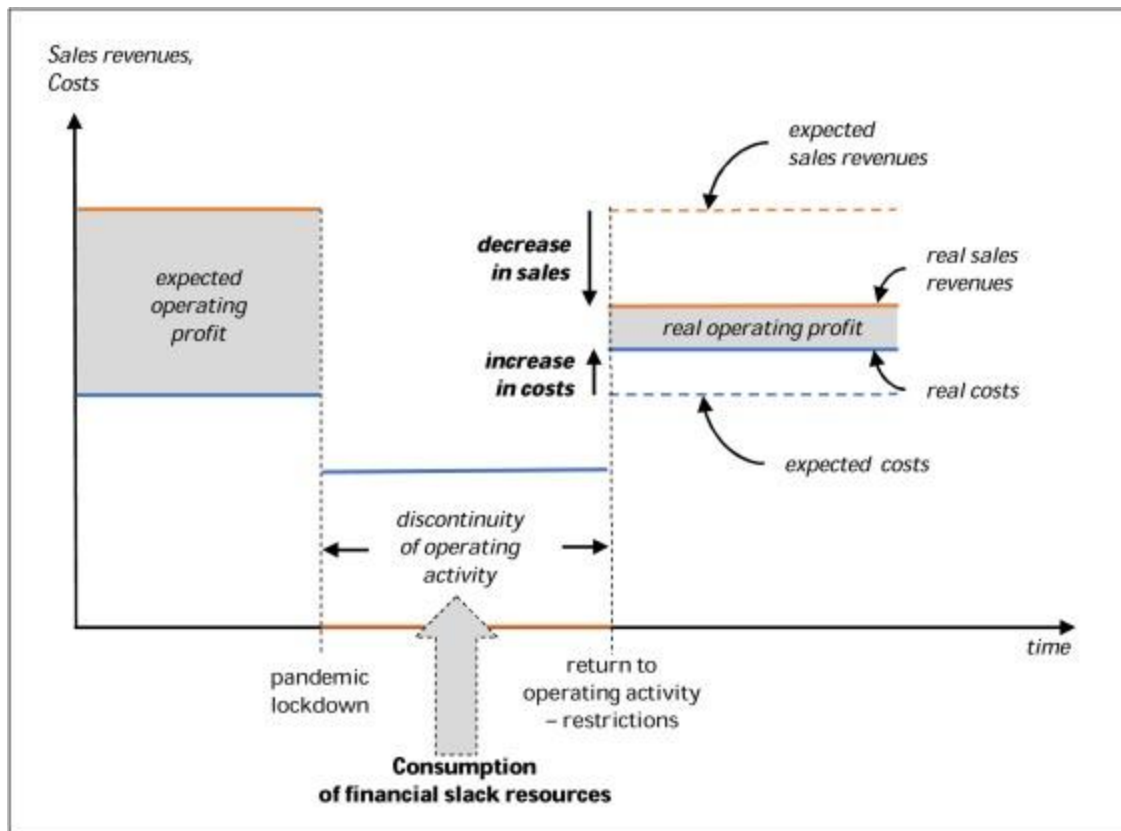 Sales revenues,
Costs
expected
sales revenues
decrease
in sales
real sales
revenues
expected
operating
profit
real operating profit
increase
in costs
real costs
expected costs
discontinuity
of operating
activity
time
pandemic
lockdown
return to
operating activity
– restrictions
Consumption
of financial slack resources